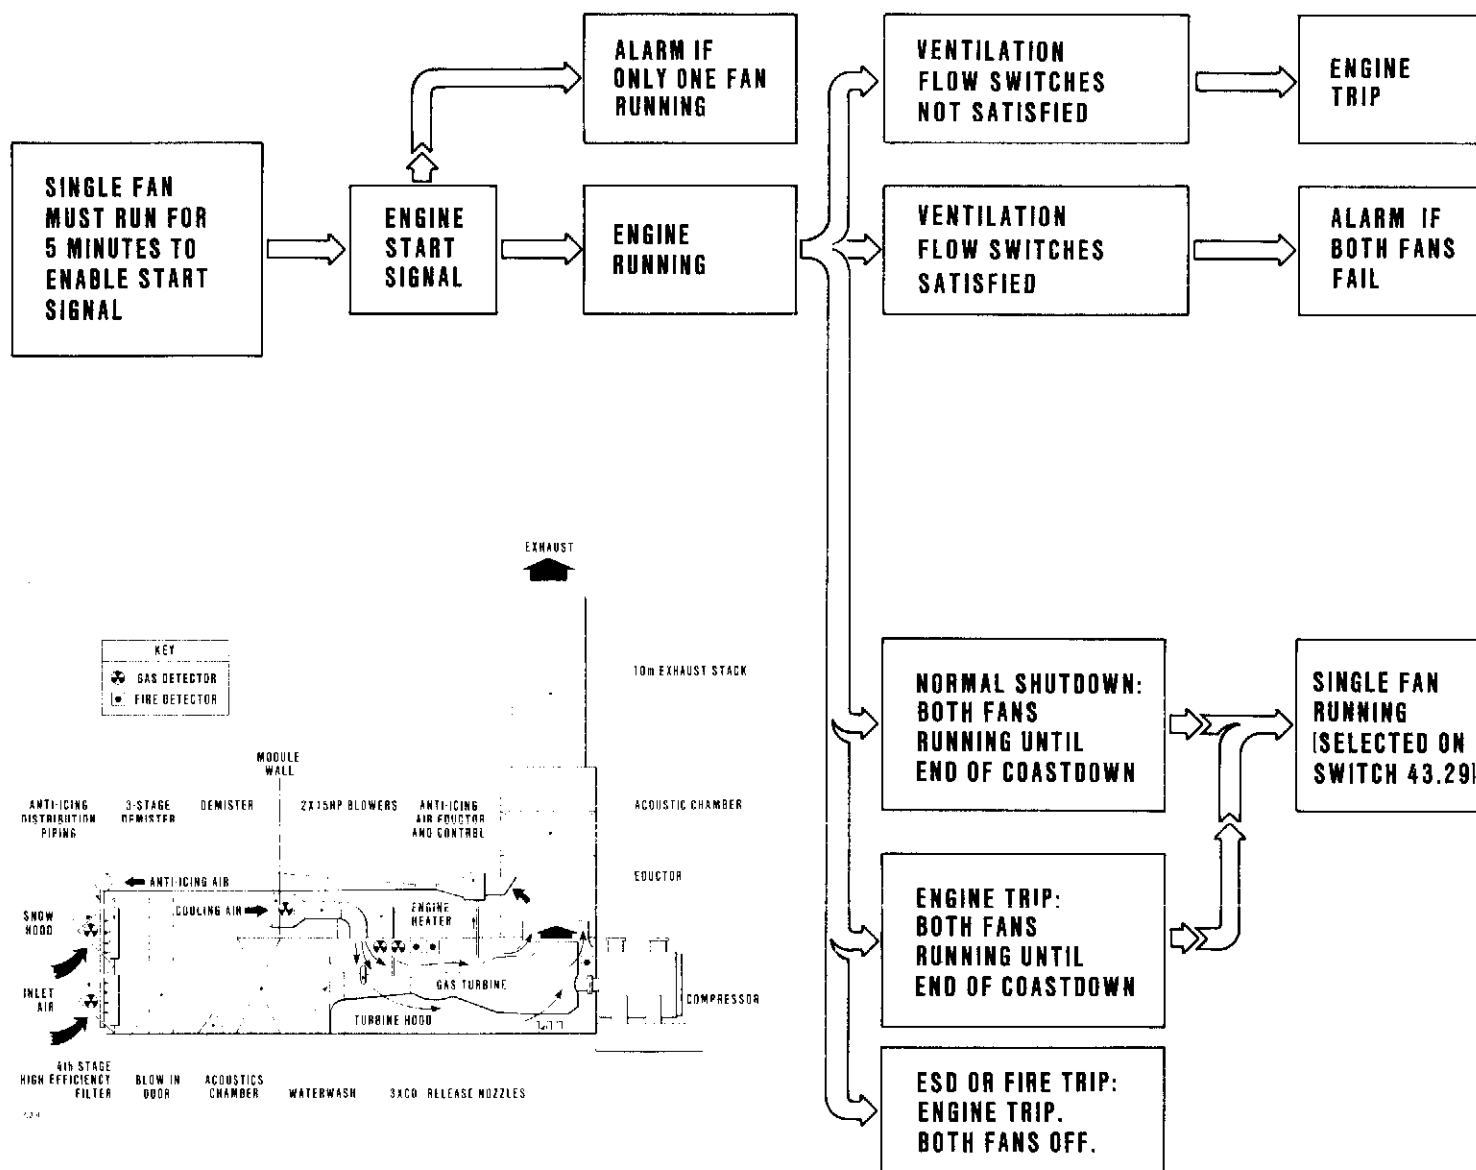 SINGLE FAN
MUST RUN FOR
5 MINUTES TO
ENABLE START
SIGNAL
ENGINE
START
SIGNAL
ALARM IF
ONLY ONE FAN
RUNNING
ENGINE
RUNNING
VENTILATION
FLOW SWITCHES
NOT SATISFIED
ENGINE
TRIP
VENTILATION
FLOW SWITCHES
SATISFIED
ALARM IF
BOTH FANS
FAIL
NORMAL SHUTDOWN:
BOTH FANS
RUNNING UNTIL
END OF COASTDOWN
SINGLE FAN
RUNNING
(SELECTED ON
SWITCH 43.29)
ENGINE TRIP:
BOTH FANS
RUNNING UNTIL
END OF COASTDOWN
ESD OR FIRE TRIP:
ENGINE TRIP.
BOTH FANS OFF.
EXHAUST
KEY
GAS DETECTOR
FIRE DETECTOR
10m EXHAUST STACK
MODULE
WALL
ANTI-ICING
DISTRIBUTION
PIPING
3-STAGE
DEMISTER
DEMISTER
2X15HP BLOWERS
ANTI-ICING
AIR EDUCTOR
AND CONTROL
ACOUSTIC CHAMBER
EDUCTOR
ANTI-ICING AIR
COOLING AIR
ENGINE
HEATER
SNOW
HOOD
GAS TURBINE
INLET
AIR
TURBINE HOOD
COMPRESSOR
4th STAGE
HIGH EFFICIENCY
FILTER
BLOW IN
DOOR
ACOUSTICS
CHAMBER
WATERWASH
3XCO RELEASE NOZZLES